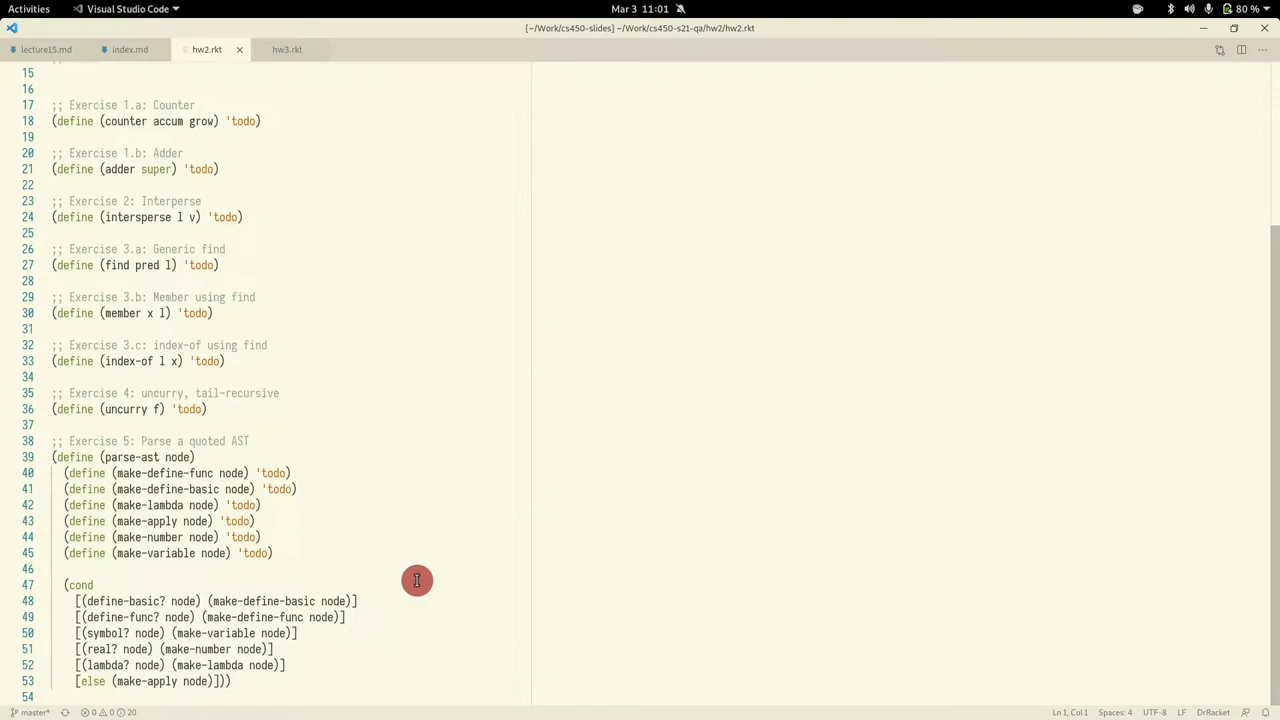 Activities
Visual Studio Code
Mar 3 11:01
80 %
[~/Work/cs450-slides] ~/Work/cs450-s21-qa/hw2/hw2.rkt
lecture15.md
index.md
hw2.rkt
hw3.rkt
15
16
17 ;; Exercise 1.a: Counter
18 (define (counter accum grow) 'todo)
19
20 ;; Exercise 1.b: Adder
21 (define (adder super) 'todo)
22
23 ;; Exercise 2: Interperse
24 (define (intersperse l v) 'todo)
25
26 ;; Exercise 3.a: Generic find
27 (define (find pred l) 'todo)
28
29 ;; Exercise 3.b: Member using find
30 (define (member x l) 'todo)
31
32 ;; Exercise 3.c: index-of using find
33 (define (index-of l x) 'todo)
34
35 ;; Exercise 4: uncurry, tail-recursive
36 (define (uncurry f) 'todo)
37
38 ;; Exercise 5: Parse a quoted AST
39 (define (parse-ast node)
40 (define (make-define-func node) 'todo)
41 (define (make-define-basic node) 'todo)
42 (define (make-lambda node) 'todo)
43 (define (make-apply node) 'todo)
44 (define (make-number node) 'todo)
45 (define (make-variable node) 'todo)
46
47 (cond
48 [(define-basic? node) (make-define-basic node)]
49 [(define-func? node) (make-define-func node)]
50 [(symbol? node) (make-variable node)]
51 [(real? node) (make-number node)]
52 [(lambda? node) (make-lambda node)]
53 [else (make-apply node)]))
54
master*
0 0 20
Ln 1, Col 1
Spaces: 4
UTF-8
LF
DrRacket